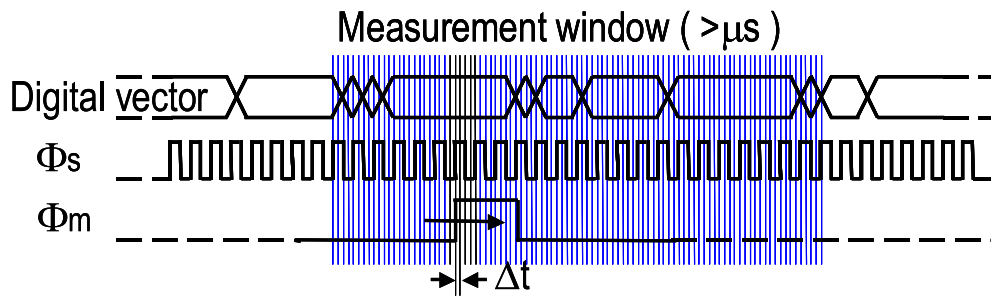 Measurement window ( >μs )
Digital vector
Φs
Φm
Δt